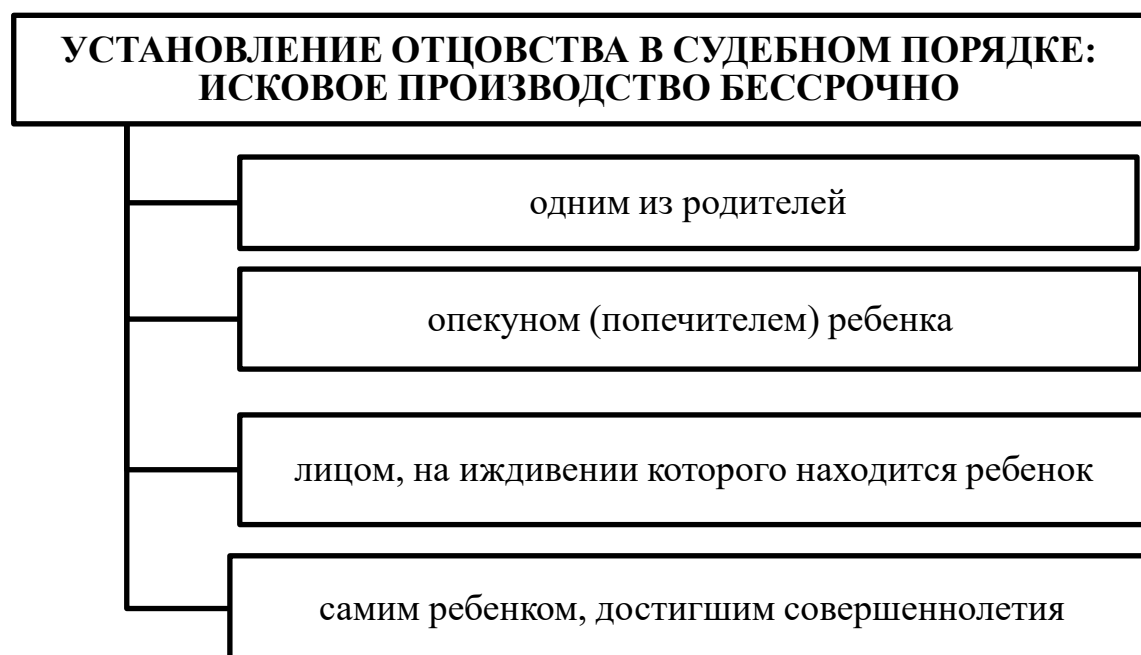 УСТАНОВЛЕНИЕ ОТЦОВСТВА В СУДЕБНОМ ПОРЯДКЕ:
ИСКОВОЕ ПРОИЗВОДСТВО БЕССРОЧНО
одним из родителей
опекуном (попечителем) ребенка
лицом, на иждивении которого находится ребенок
самим ребенком, достигшим совершеннолетия